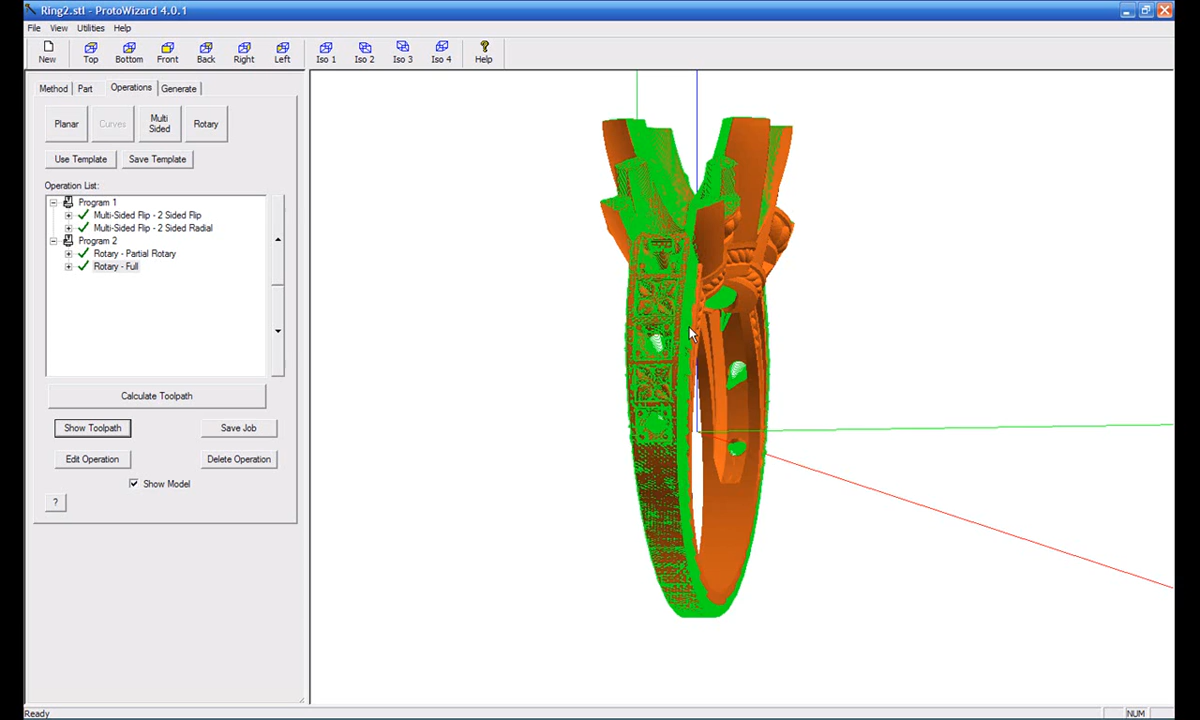 Ring2.stl - ProtoWizard 4.0.1
File View Utilities Help
New Top Bottom Front Back Right Left Iso 1 Iso 2 Iso 3 Iso 4 Help
Method Part Operations Generate
Planar Curves Multi Sided Rotary
Use Template Save Template
Operation List:
Program 1
Multi-Sided Flip - 2 Sided Flip
Multi-Sided Flip - 2 Sided Radial
Program 2
Rotary - Partial Rotary
Rotary - Full
Calculate Toolpath
Show Toolpath Save Job
Edit Operation Delete Operation
Show Model
?
Ready NUM